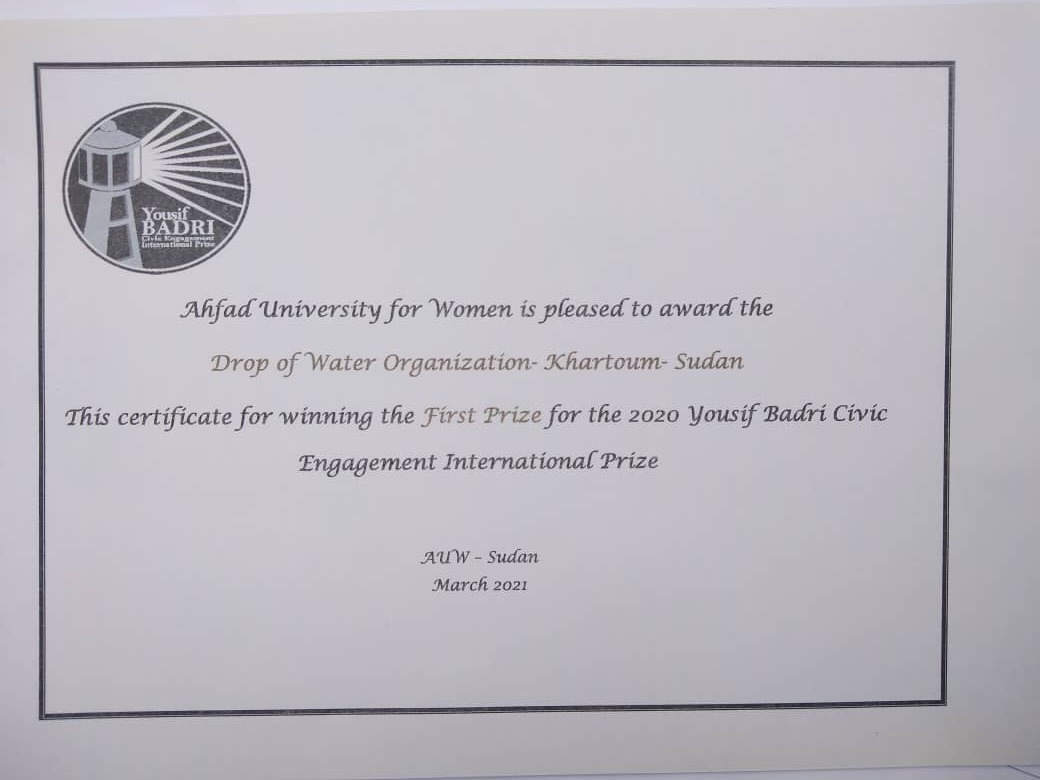 Yousif
BADRI
Civic Engagement
International Prize
Ahfad University for Women is pleased to award the
Drop of Water Organization- Khartoum- Sudan
This certificate for winning the First Prize for the 2020 Yousif Badri Civic
Engagement International Prize
AUW – Sudan
March 2021